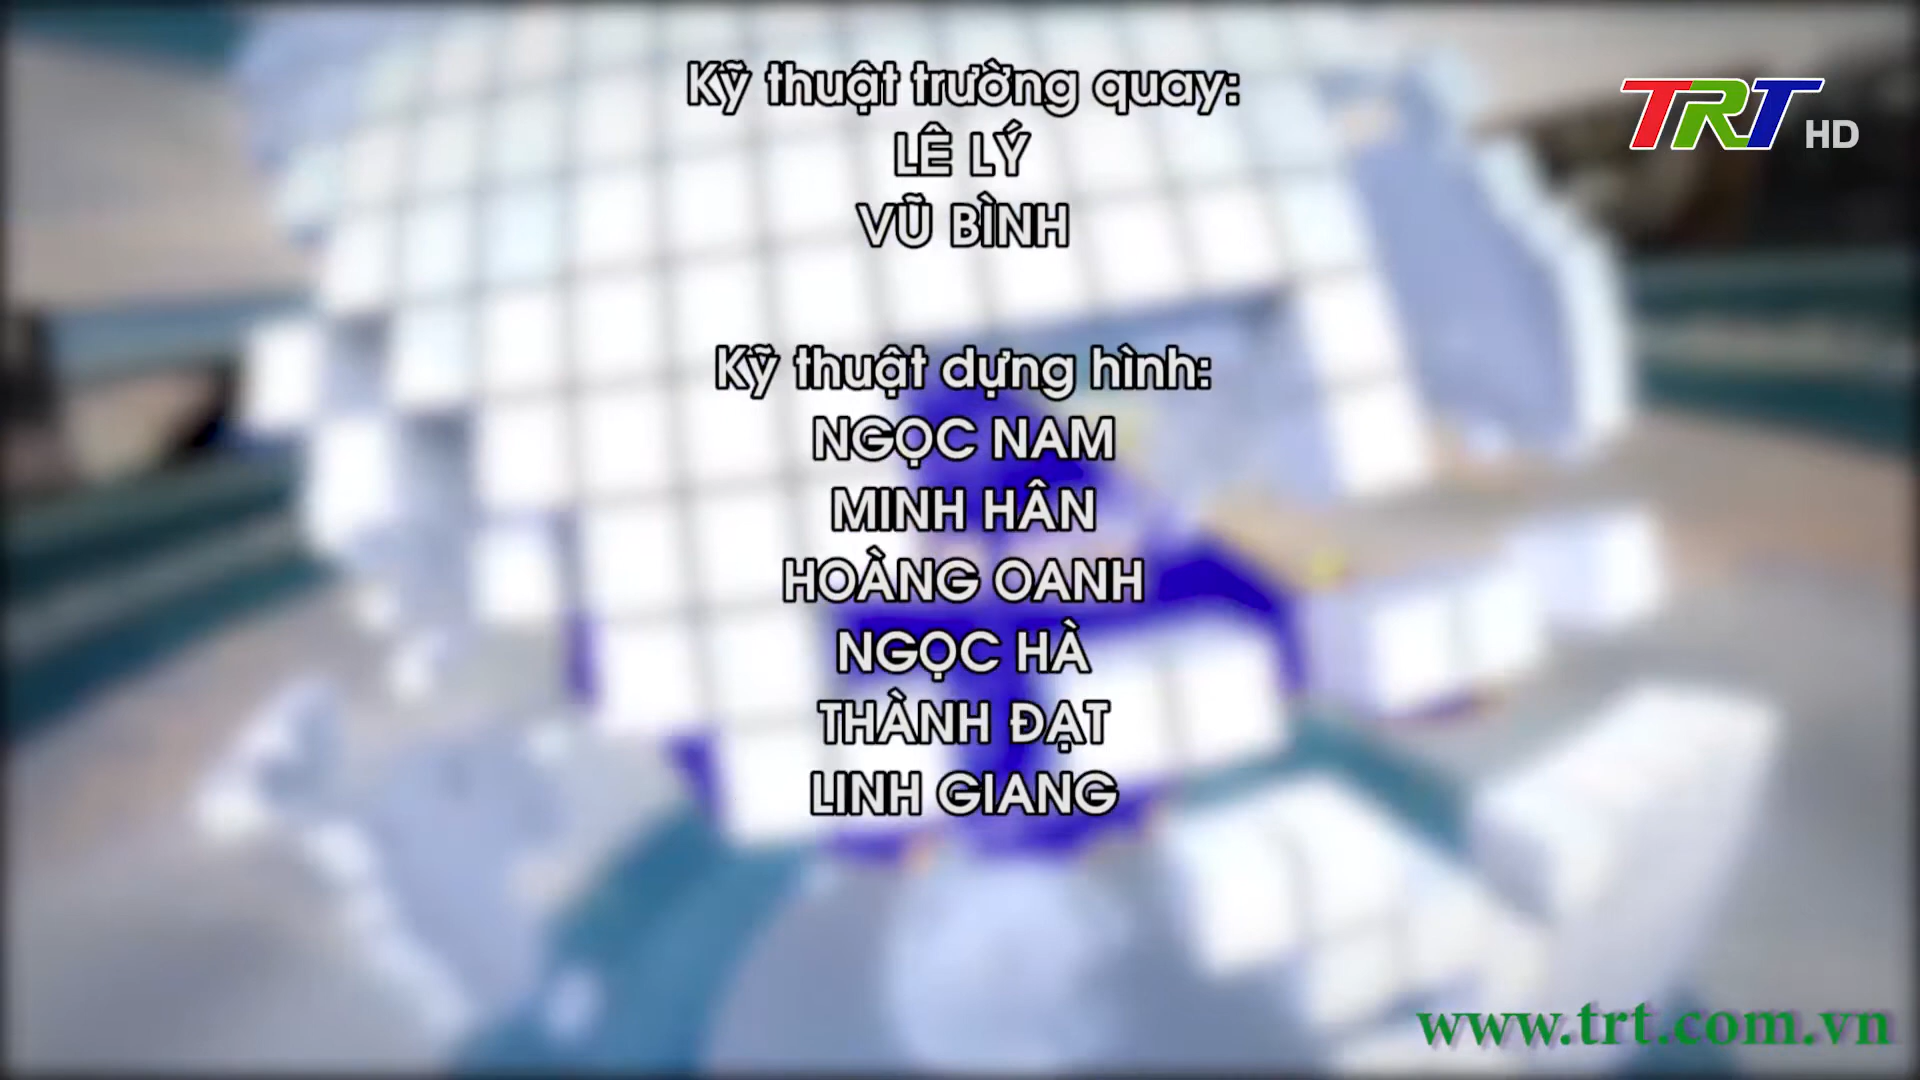 Kỹ thuật trường quay:
LÊ LÝ
VŨ BÌNH
Kỹ thuật dựng hình:
NGỌC NAM
MINH HÂN
HOÀNG OANH
NGỌC HÀ
THÀNH ĐẠT
LINH GIANG
TRT HD
www.trt.com.vn